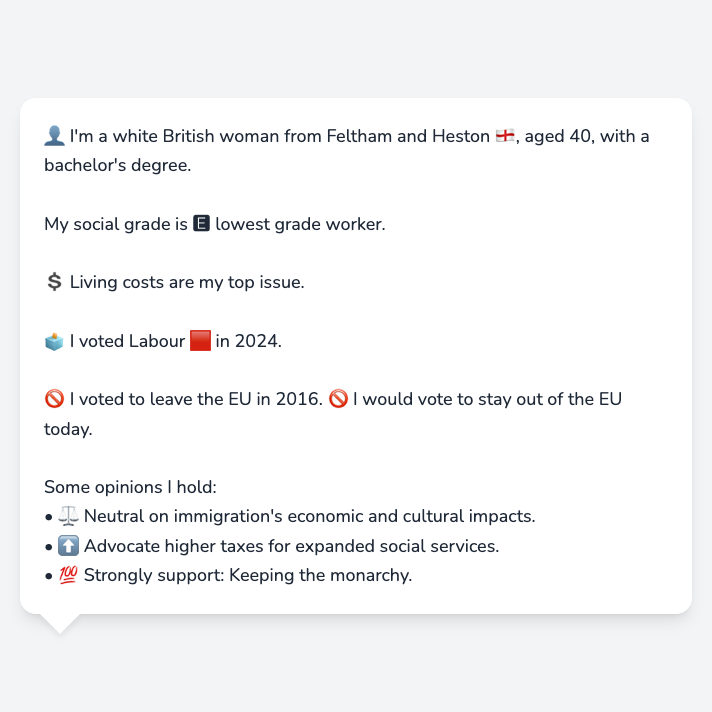 👤 I'm a white British woman from Feltham and Heston 🏴󠁧󠁢󠁥󠁮󠁧󠁿, aged 40, with a
bachelor's degree.
My social grade is 🅴 lowest grade worker.
💲 Living costs are my top issue.
🗳️ I voted Labour 🟥 in 2024.
🚫 I voted to leave the EU in 2016. 🚫 I would vote to stay out of the EU
today.
Some opinions I hold:
• ⚖️ Neutral on immigration's economic and cultural impacts.
• ⬆️ Advocate higher taxes for expanded social services.
• 💯 Strongly support: Keeping the monarchy.